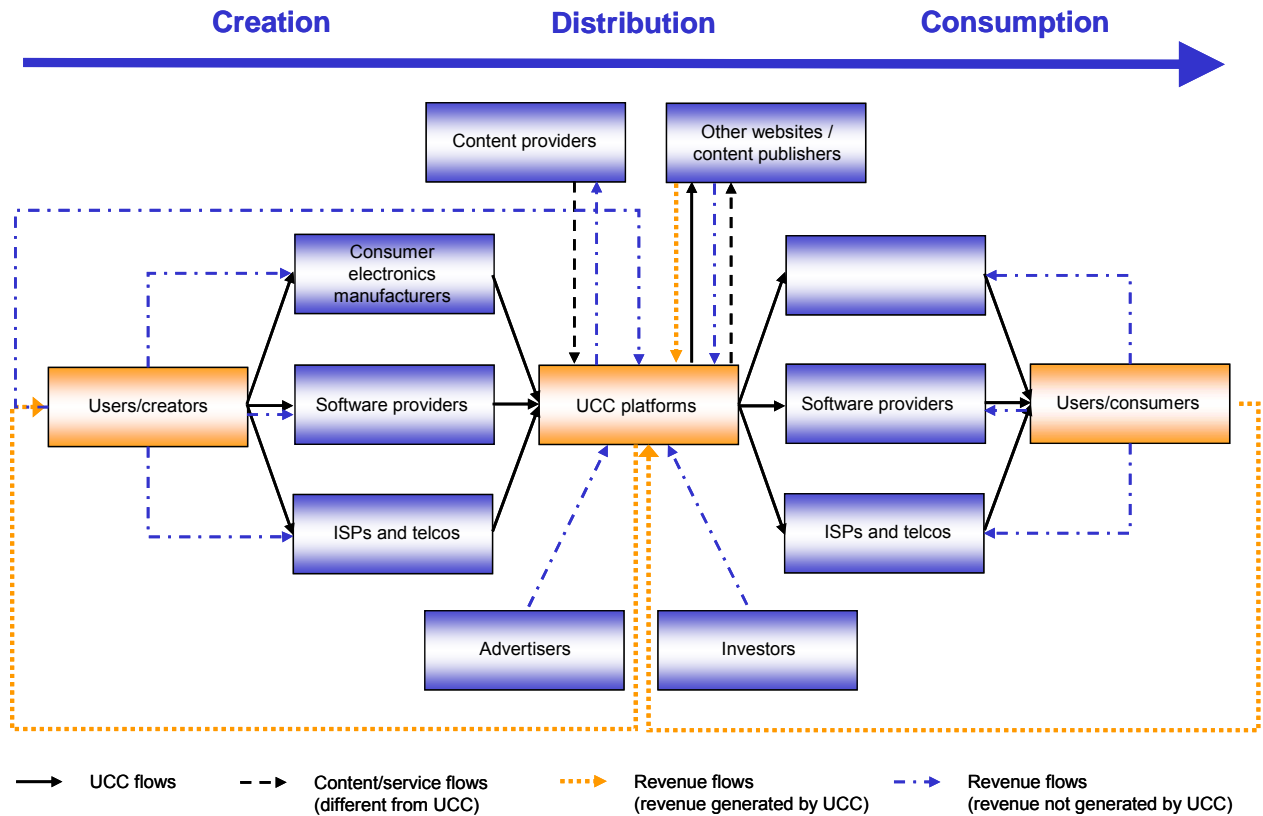 Creation
Distribution
Consumption
Content providers
Other websites /
content publishers
Consumer
electronics
manufacturers
Users/creators
Software providers
UCC platforms
Software providers
Users/consumers
ISPs and telcos
ISPs and telcos
Advertisers
Investors
UCC flows
Content/service flows
(different from UCC)
Revenue flows
(revenue generated by UCC)
Revenue flows
(revenue not generated by UCC)